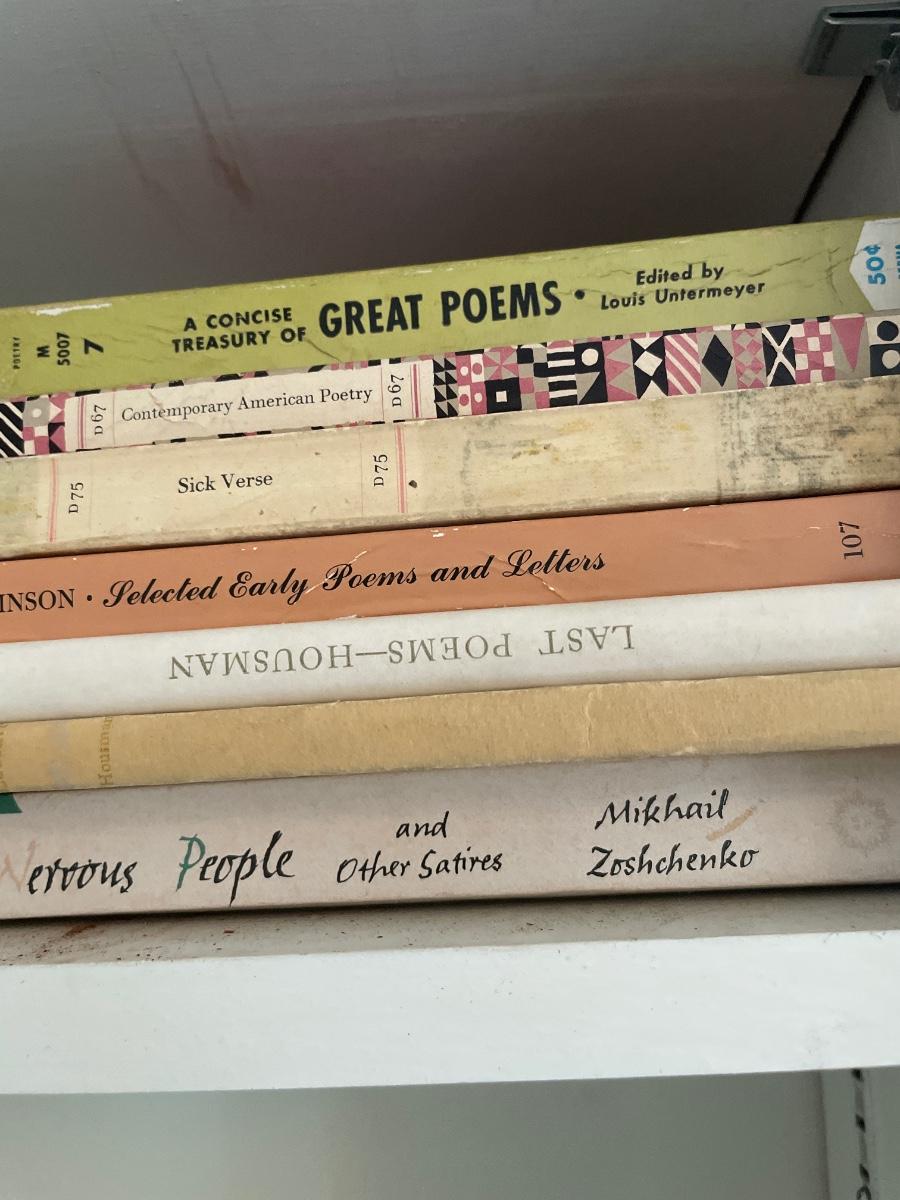 POETRY
M
5007
7
A CONCISE
TREASURY OF
GREAT POEMS •
Edited by
Louis Untermeyer
50¢
D67
Contemporary American Poetry
D67
D75
Sick Verse
D75
INSON • Selected Early Poems and Letters
107
LAST POEMS—HOUSMAN
Housman
Nervous People
and
Other Satires
Mikhail
Zoshchenko